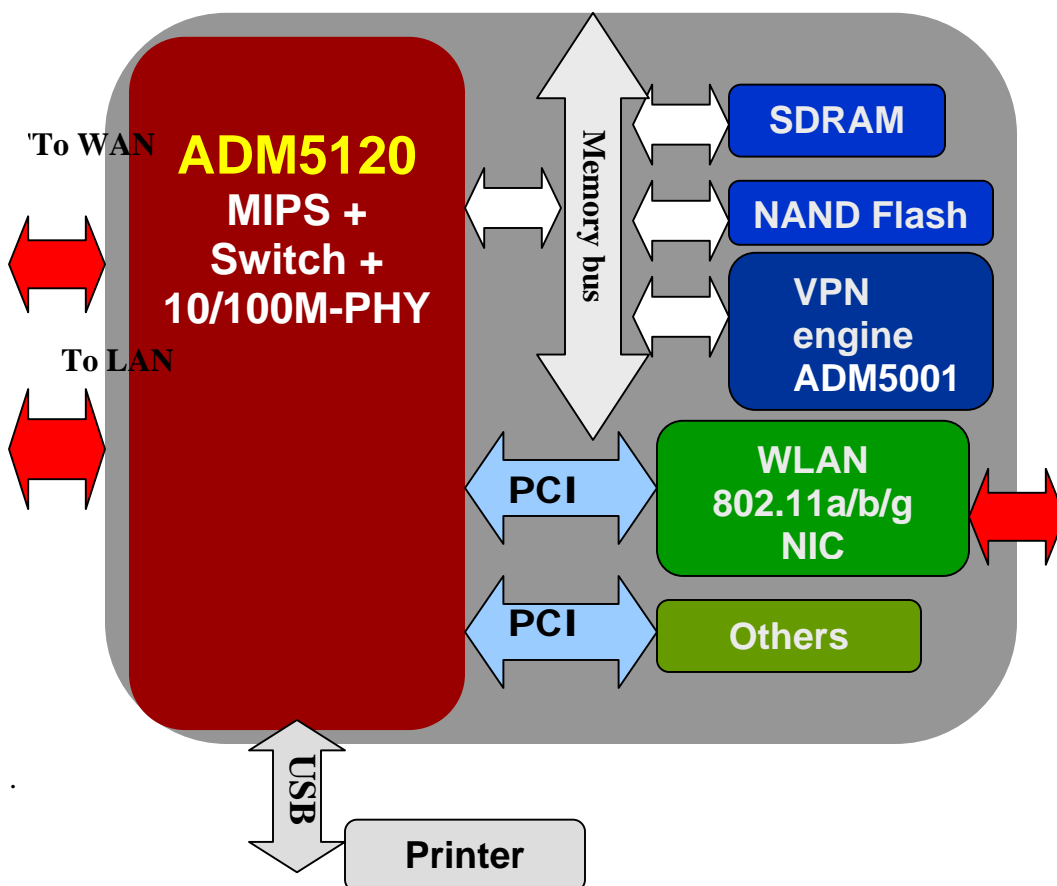 'To WAN
ADM5120
MIPS +
Switch +
10/100M-PHY
To LAN
Memory bus
SDRAM
NAND Flash
VPN
engine
ADM5001
PCI
WLAN
802.11a/b/g
NIC
PCI
Others
USB
.
Printer